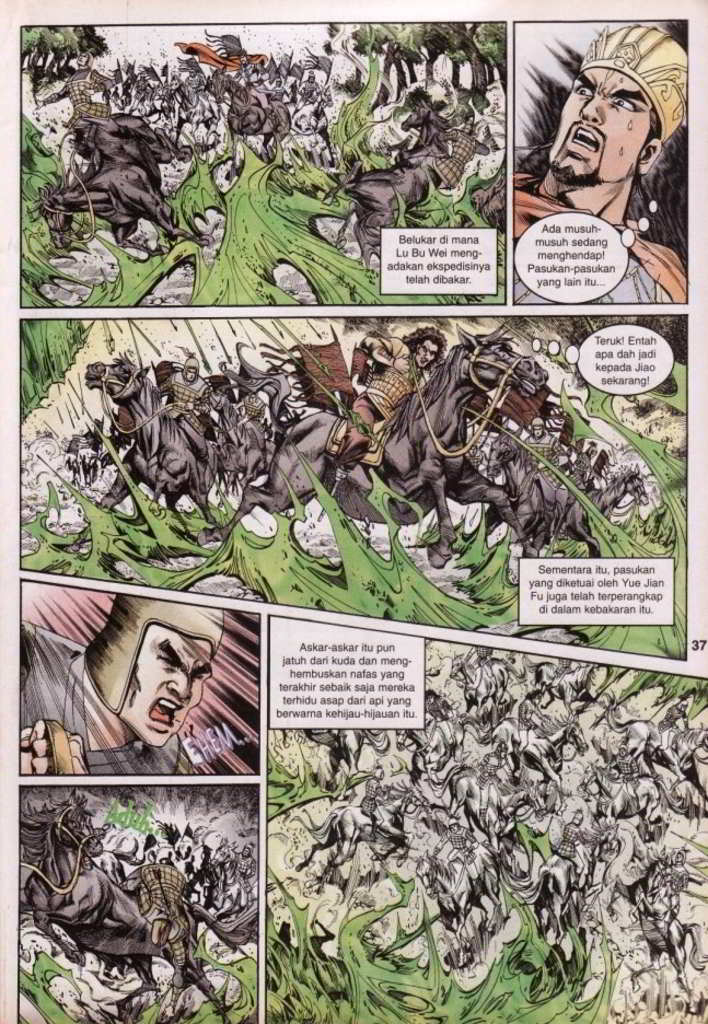 Belukar di mana
Lu Bu Wei meng-
adakan ekspedisinya
telah dibakar.
Ada musuh-
musuh sedang
menghendap!
Pasukan-pasukan
yang lain itu...
Teruk! Entah
apa dah jadi
kepada Jiao
sekarang!
Sementara itu, pasukan
yang diketuai oleh Yue Jian
Fu juga telah terperangkap
di dalam kebakaran itu.
37
EHEM...
Askar-askar itu pun
jatuh dari kuda dan meng-
hembuskan nafas yang
terakhir sebaik saja mereka
terhidu asap dari api yang
berwarna kehijau-hijauan itu.
Aduh..